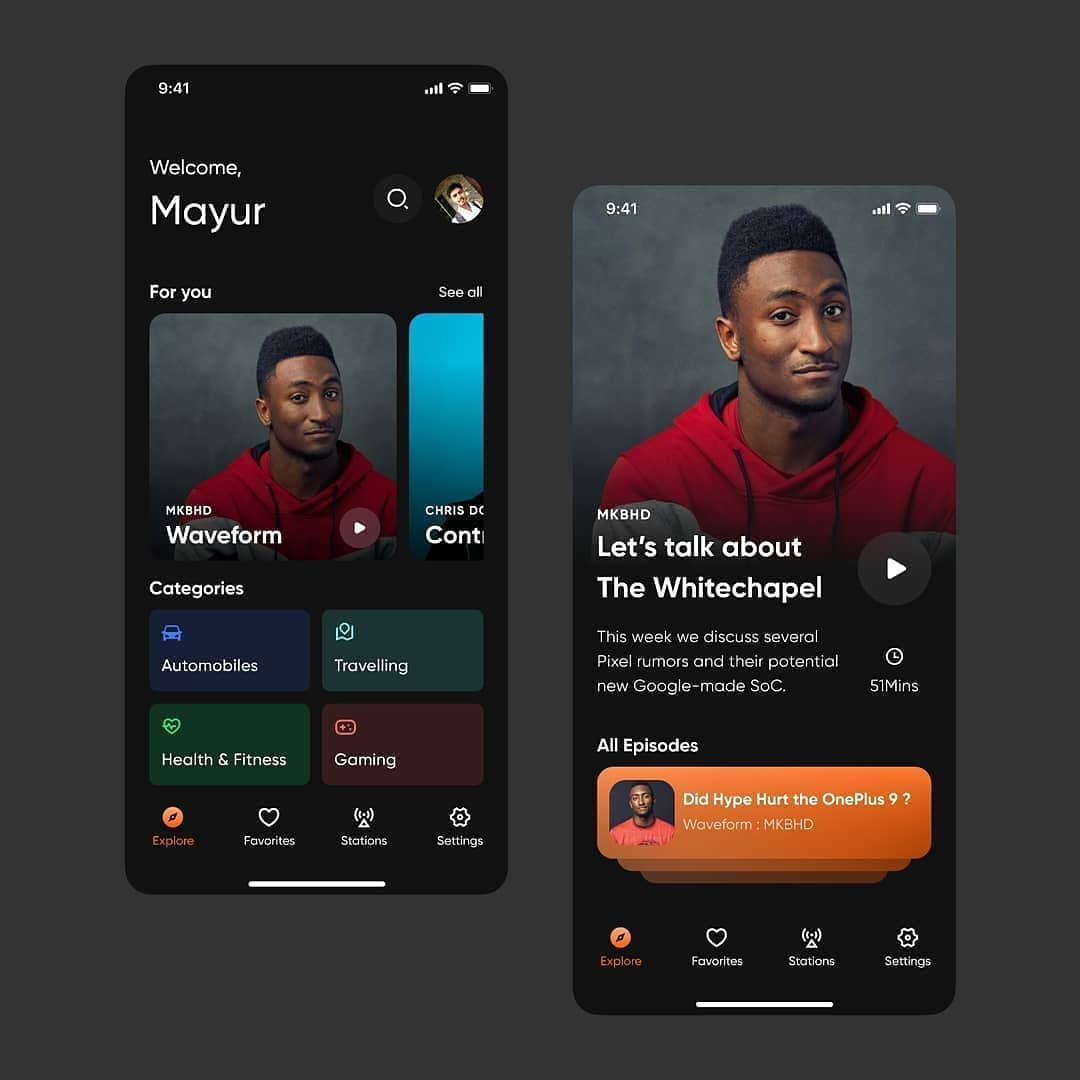 9:41
Welcome,
Mayur
For you
See all
MKBHD
Waveform
CHRIS DO
Cont
Categories
Automobiles
Travelling
Health & Fitness
Gaming
Explore
Favorites
Stations
Settings
9:41
MKBHD
Let’s talk about
The Whitechapel
This week we discuss several
Pixel rumors and their potential
new Google-made SoC.
51Mins
All Episodes
Did Hype Hurt the OnePlus 9 ?
Waveform : MKBHD
Explore
Favorites
Stations
Settings